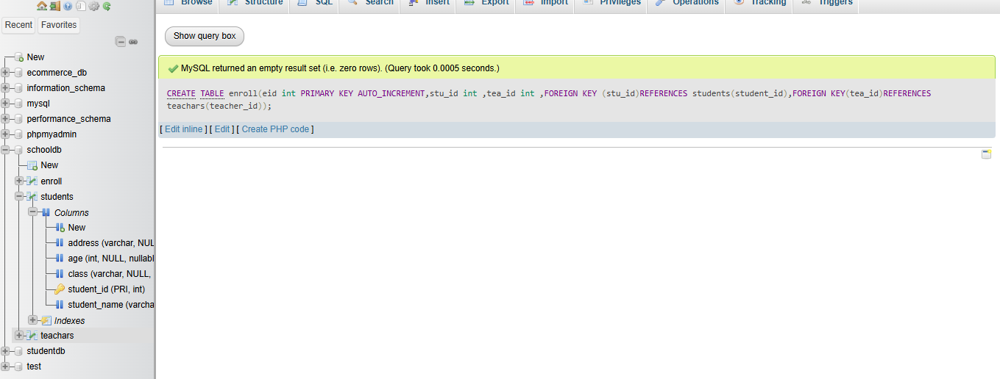 Browse Structure SQL Search Insert Export Import Privileges Operations Tracking Triggers
Recent Favorites
Show query box
New
ecommerce_db
information_schema
mysql
performance_schema
phpmyadmin
schooldb
New
enroll
students
Columns
New
address (varchar, NUL
age (int, NULL, nullabl
class (varchar, NULL,
student_id (PRI, int)
student_name (varcha
Indexes
teachars
studentdb
test
MySQL returned an empty result set (i.e. zero rows). (Query took 0.0005 seconds.)
CREATE TABLE enroll(eid int PRIMARY KEY AUTO_INCREMENT,stu_id int ,tea_id int ,FOREIGN KEY (stu_id)REFERENCES students(student_id),FOREIGN KEY(tea_id)REFERENCES
teachars(teacher_id));
[ Edit inline ] [ Edit ] [ Create PHP code ]